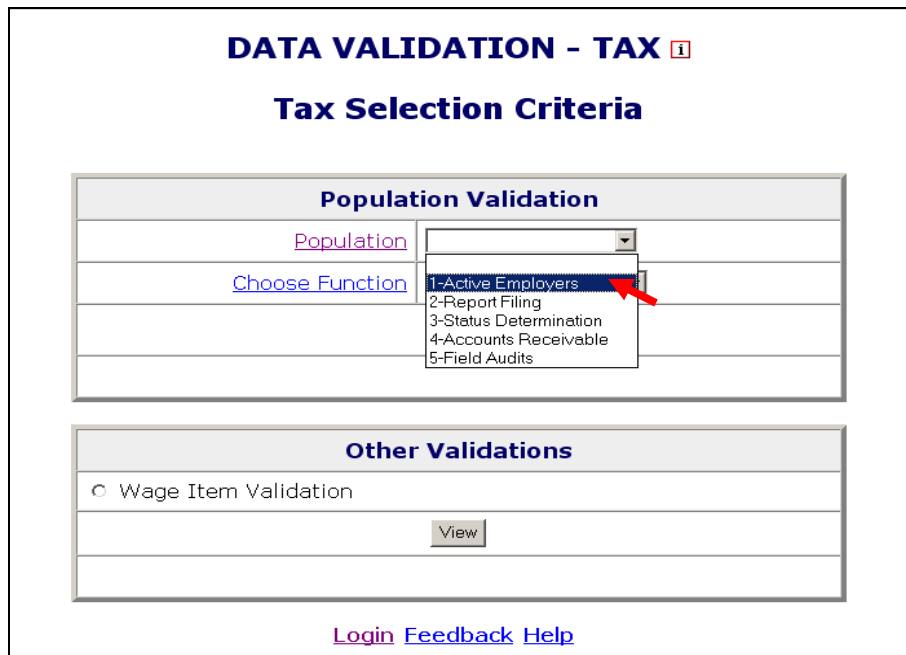 DATA VALIDATION - TAX i
Tax Selection Criteria
Population Validation
Population
Choose Function
1-Active Employers
2-Report Filing
3-Status Determination
4-Accounts Receivable
5-Field Audits
Other Validations
Wage Item Validation
View
Login Feedback Help